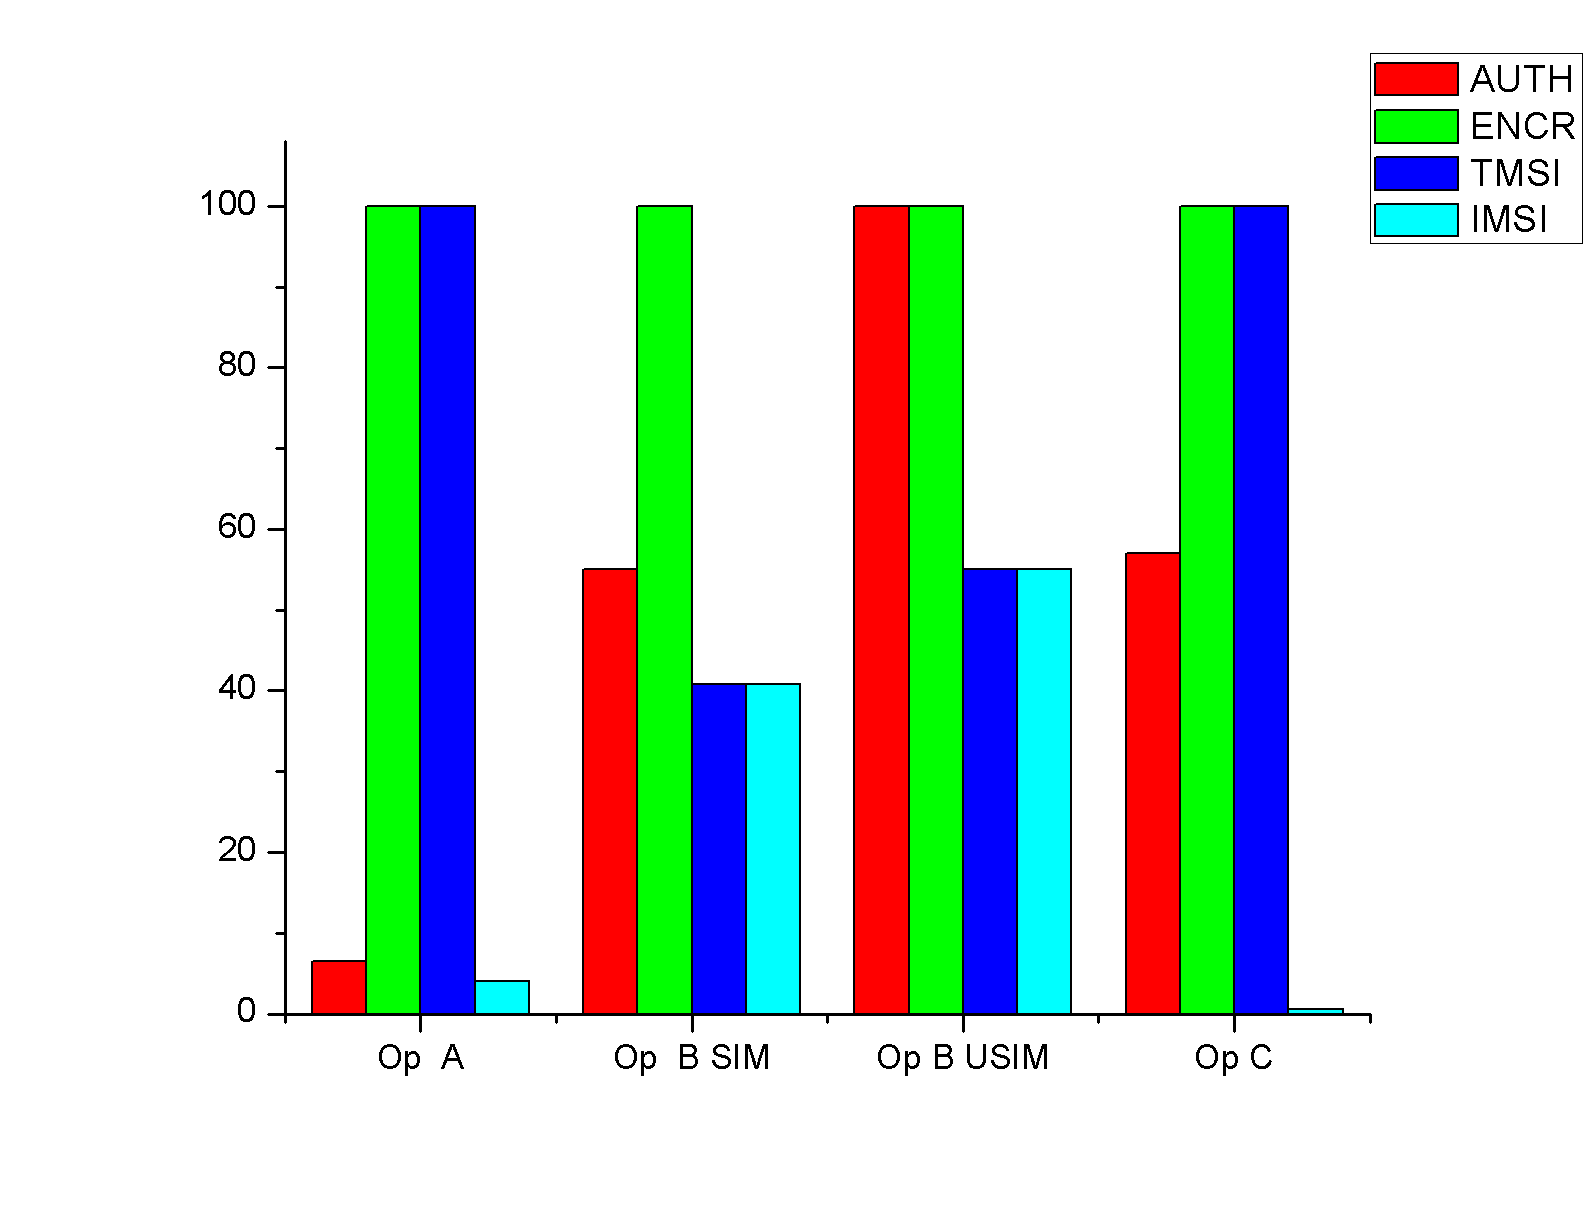 AUTH
ENCR
TMSI
IMSI
100
80
60
40
20
0
Op A
Op B SIM
Op B USIM
Op C